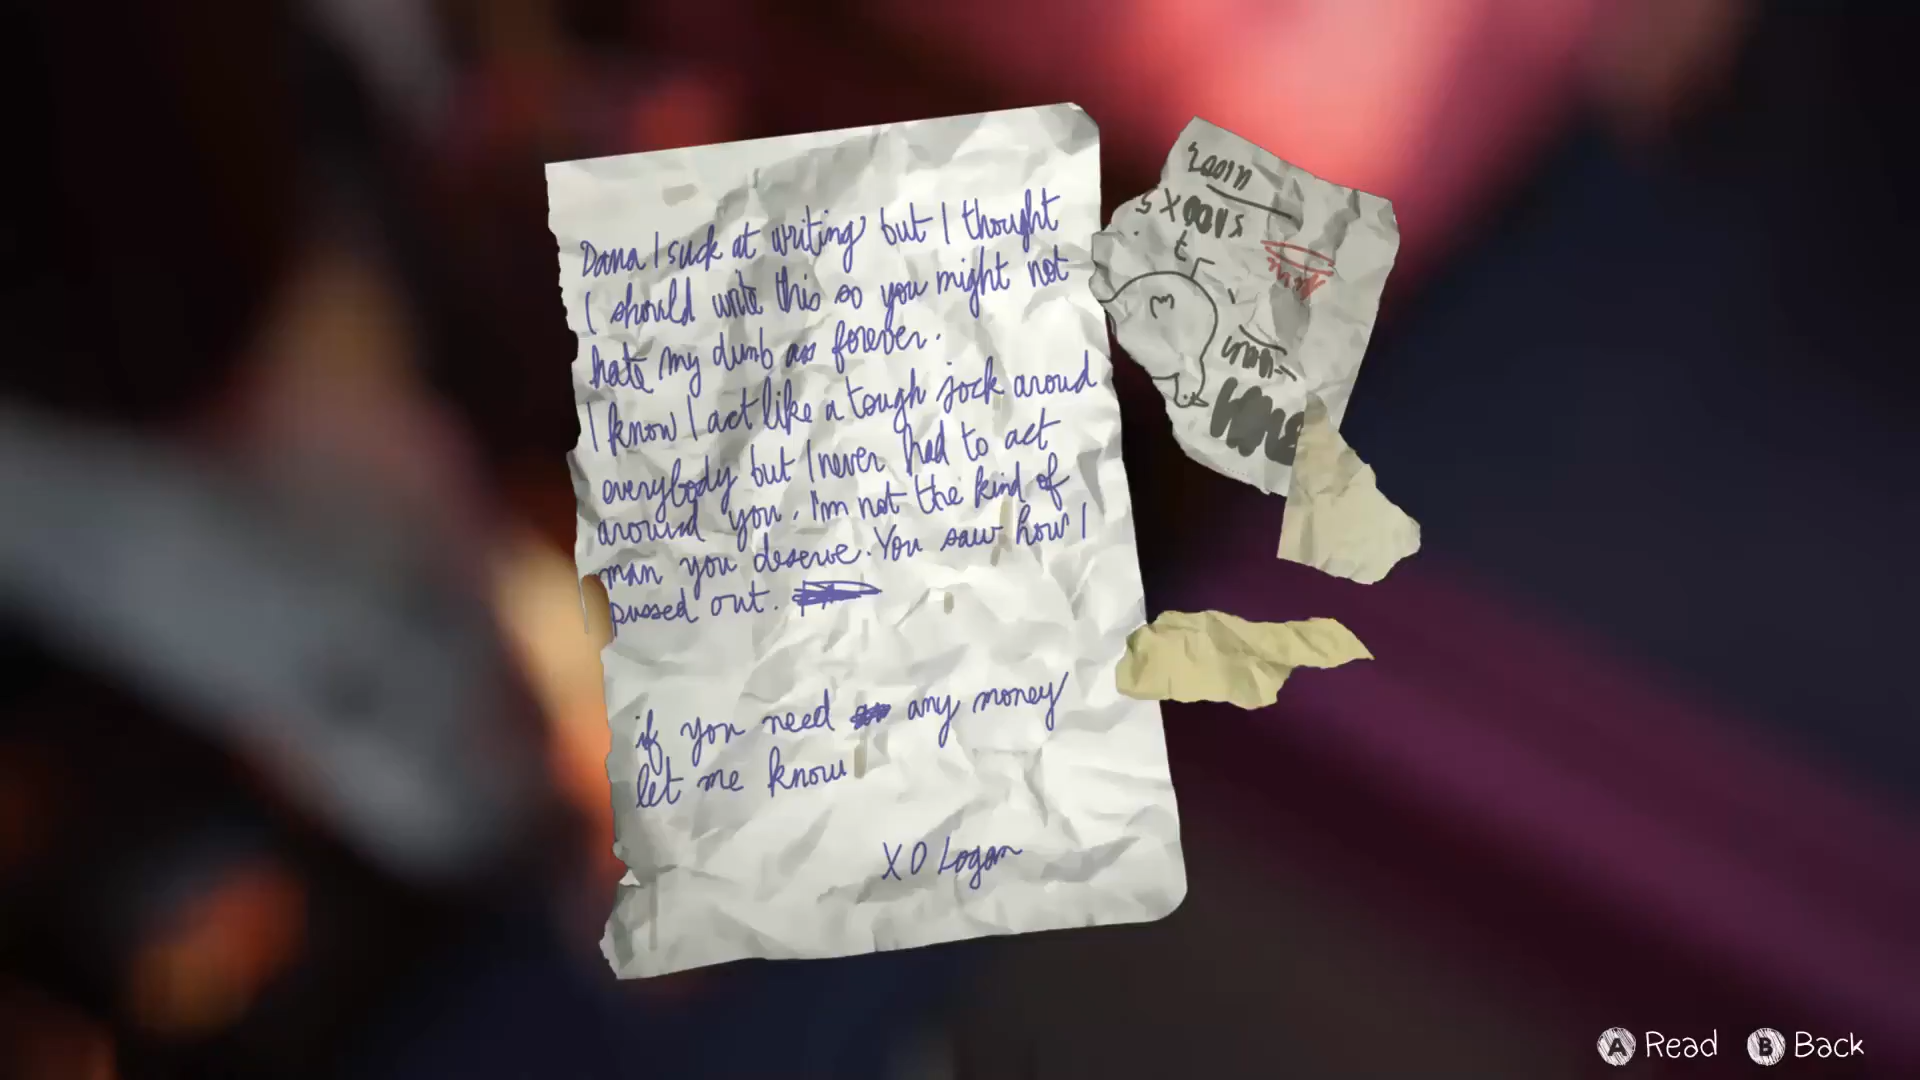 Dana I suck at writing but I thought
I should write this so you might not
hate my dumb ass forever.
I know I act like a tough jock aroud
everybody but I never had to act
around you. I'm not the kind of
man you deserve. You saw how I
pussed out.
if you need any money
let me know
XO Logan
A Read B Back